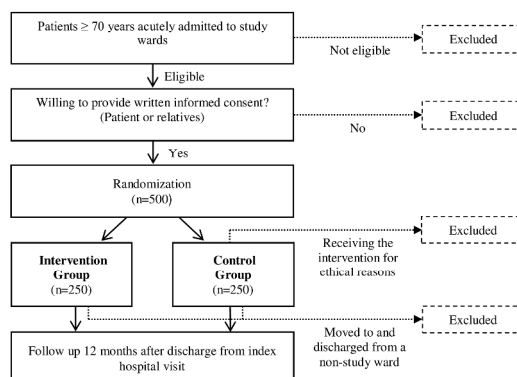 Patients ≥ 70 years acutely admitted to study
wards
Not eligible
Excluded
Eligible
Willing to provide written informed consent?
(Patient or relatives)
No
Excluded
Yes
Randomization
(n=500)
Intervention
Group
(n=250)
Control
Group
(n=250)
Receiving the
intervention for
ethical reasons
Excluded
Moved to and
discharged from a
non-study ward
Excluded
Follow up 12 months after discharge from index
hospital visit